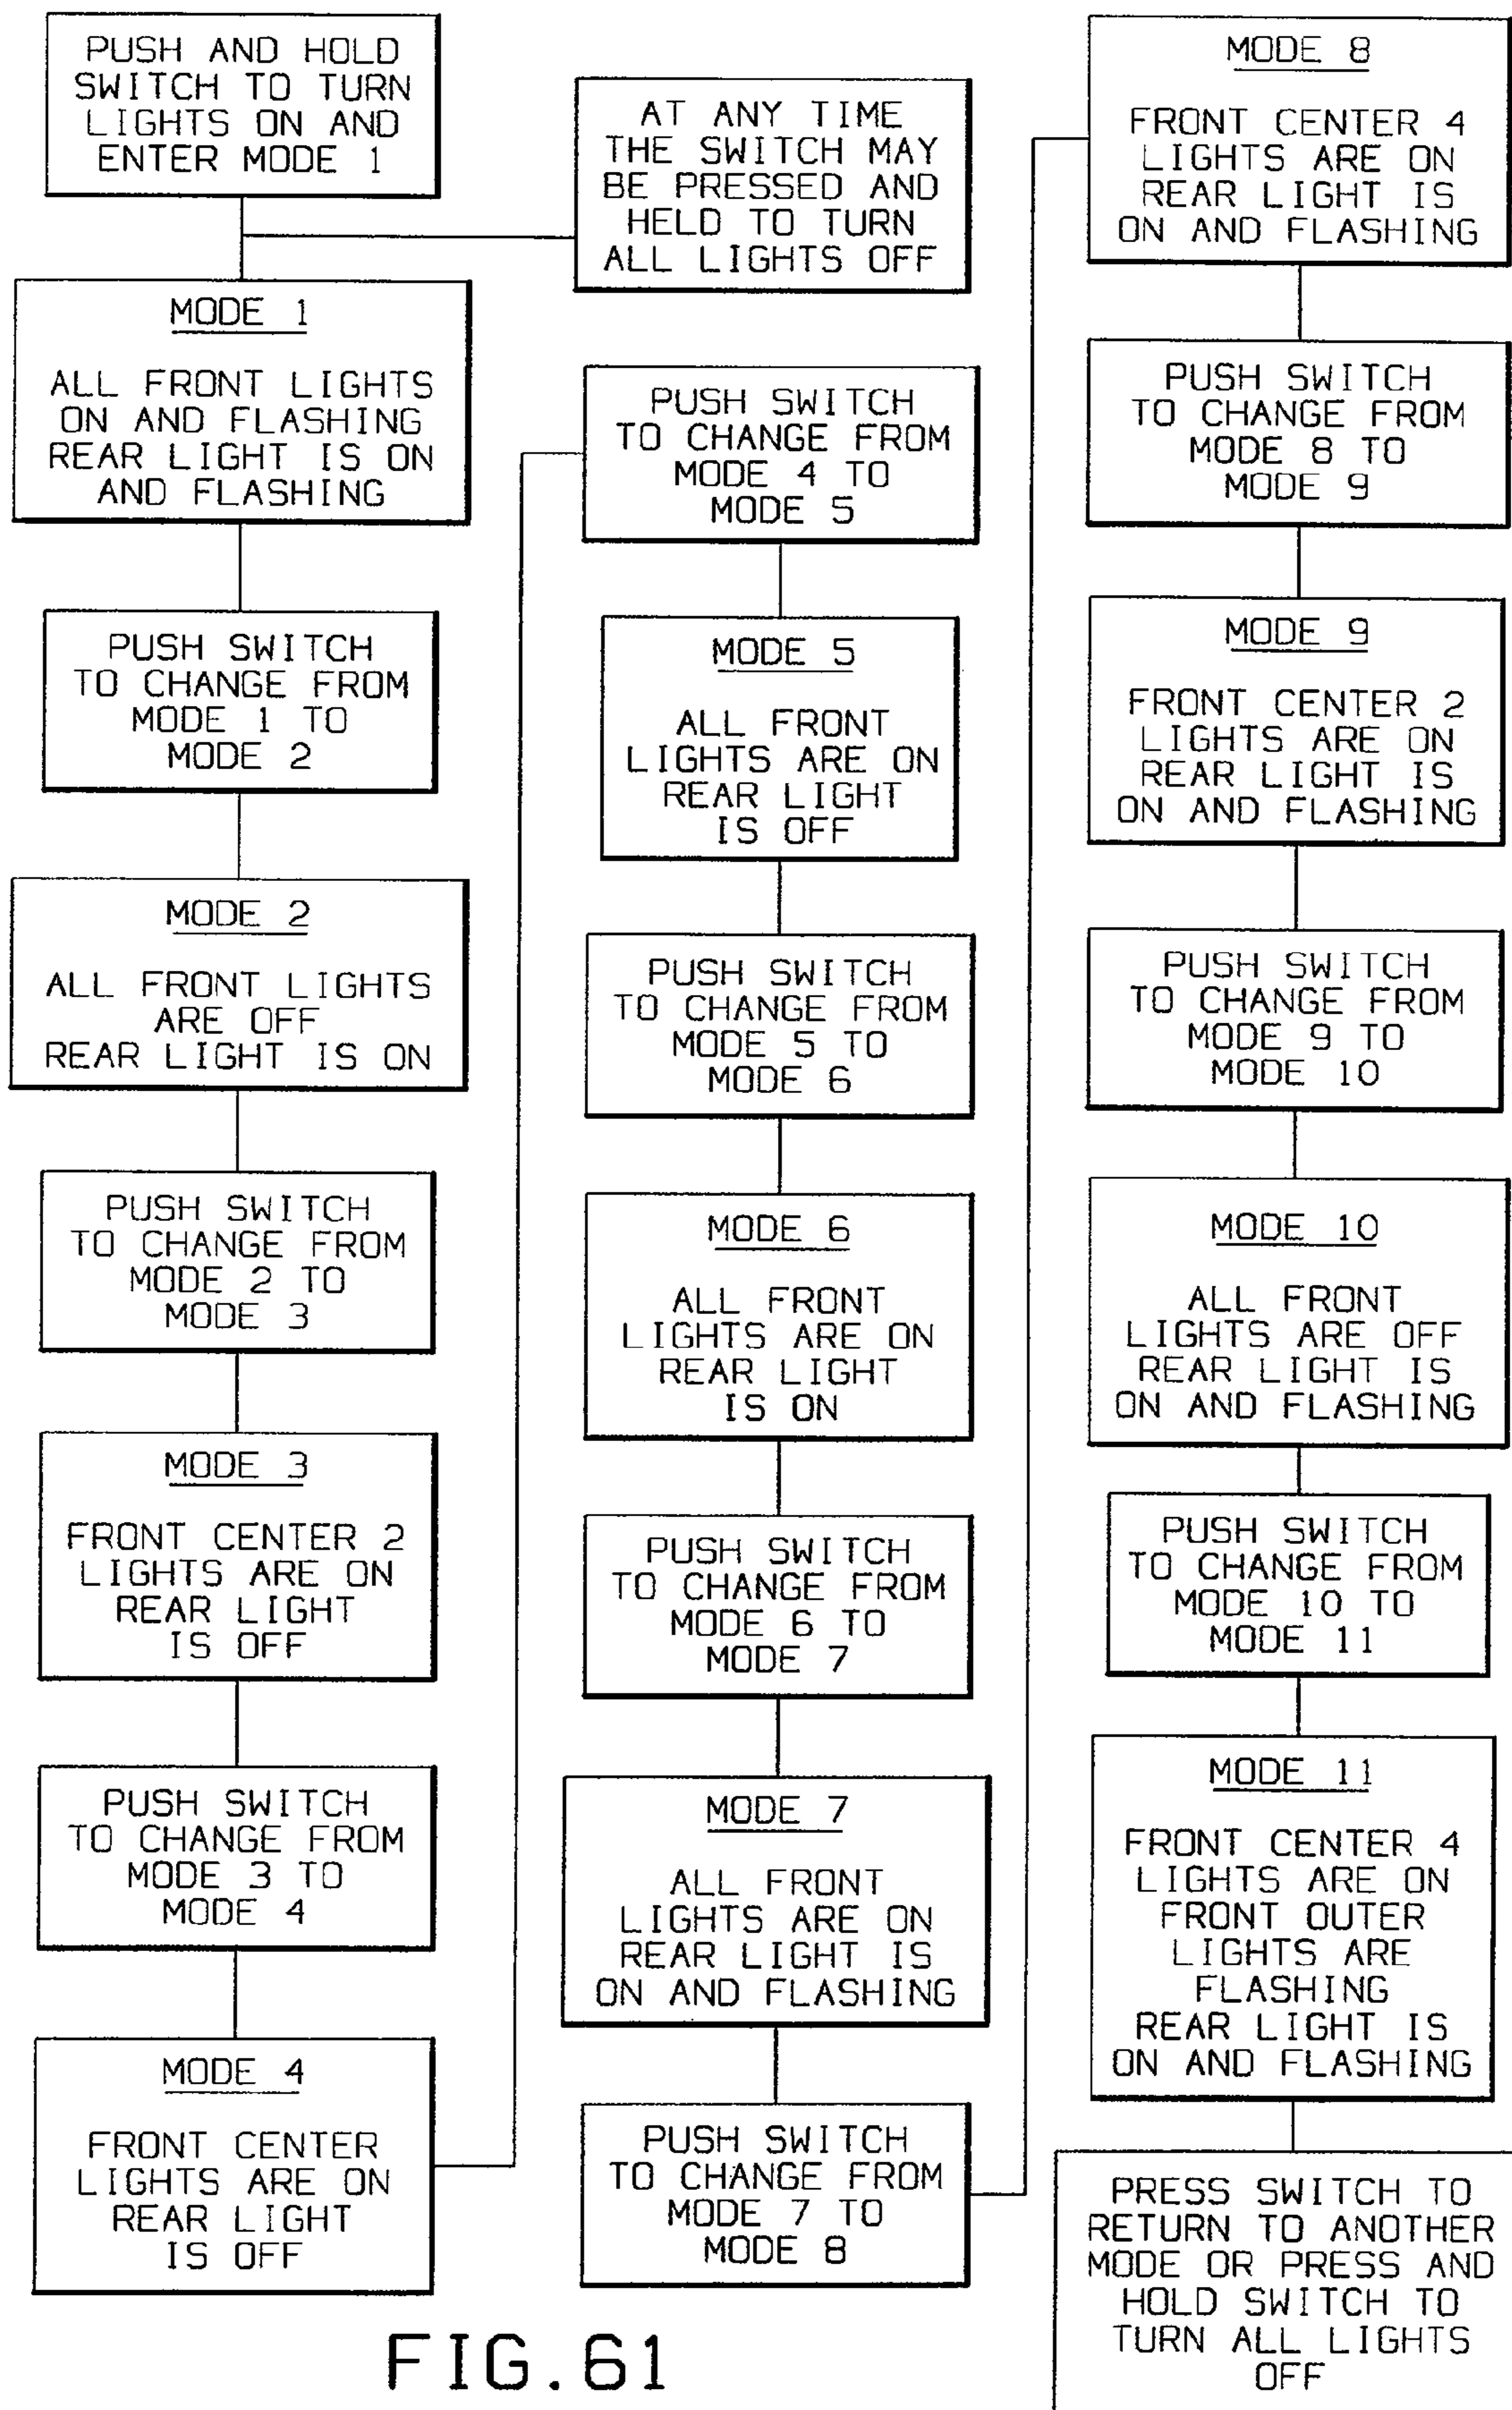 PUSH AND HOLD
SWITCH TO TURN
LIGHTS ON AND
ENTER MODE 1
AT ANY TIME
THE SWITCH MAY
BE PRESSED AND
HELD TO TURN
ALL LIGHTS OFF
MODE 1
ALL FRONT LIGHTS
ON AND FLASHING
REAR LIGHT IS ON
AND FLASHING
PUSH SWITCH
TO CHANGE FROM
MODE 1 TO
MODE 2
MODE 2
ALL FRONT LIGHTS
ARE OFF
REAR LIGHT IS ON
PUSH SWITCH
TO CHANGE FROM
MODE 2 TO
MODE 3
MODE 3
FRONT CENTER 2
LIGHTS ARE ON
REAR LIGHT
IS OFF
PUSH SWITCH
TO CHANGE FROM
MODE 3 TO
MODE 4
MODE 4
FRONT CENTER
LIGHTS ARE ON
REAR LIGHT
IS OFF
PUSH SWITCH
TO CHANGE FROM
MODE 4 TO
MODE 5
MODE 5
ALL FRONT
LIGHTS ARE ON
REAR LIGHT
IS OFF
PUSH SWITCH
TO CHANGE FROM
MODE 5 TO
MODE 6
MODE 6
ALL FRONT
LIGHTS ARE ON
REAR LIGHT
IS ON
PUSH SWITCH
TO CHANGE FROM
MODE 6 TO
MODE 7
MODE 7
ALL FRONT
LIGHTS ARE ON
REAR LIGHT IS
ON AND FLASHING
PUSH SWITCH
TO CHANGE FROM
MODE 7 TO
MODE 8
MODE 8
FRONT CENTER 4
LIGHTS ARE ON
REAR LIGHT IS
ON AND FLASHING
PUSH SWITCH
TO CHANGE FROM
MODE 8 TO
MODE 9
MODE 9
FRONT CENTER 2
LIGHTS ARE ON
REAR LIGHT IS
ON AND FLASHING
PUSH SWITCH
TO CHANGE FROM
MODE 9 TO
MODE 10
MODE 10
ALL FRONT
LIGHTS ARE OFF
REAR LIGHT IS
ON AND FLASHING
PUSH SWITCH
TO CHANGE FROM
MODE 10 TO
MODE 11
MODE 11
FRONT CENTER 4
LIGHTS ARE ON
FRONT OUTER
LIGHTS ARE
FLASHING
REAR LIGHT IS
ON AND FLASHING
PRESS SWITCH TO
RETURN TO ANOTHER
MODE OR PRESS AND
HOLD SWITCH TO
TURN ALL LIGHTS
OFF
FIG. 61